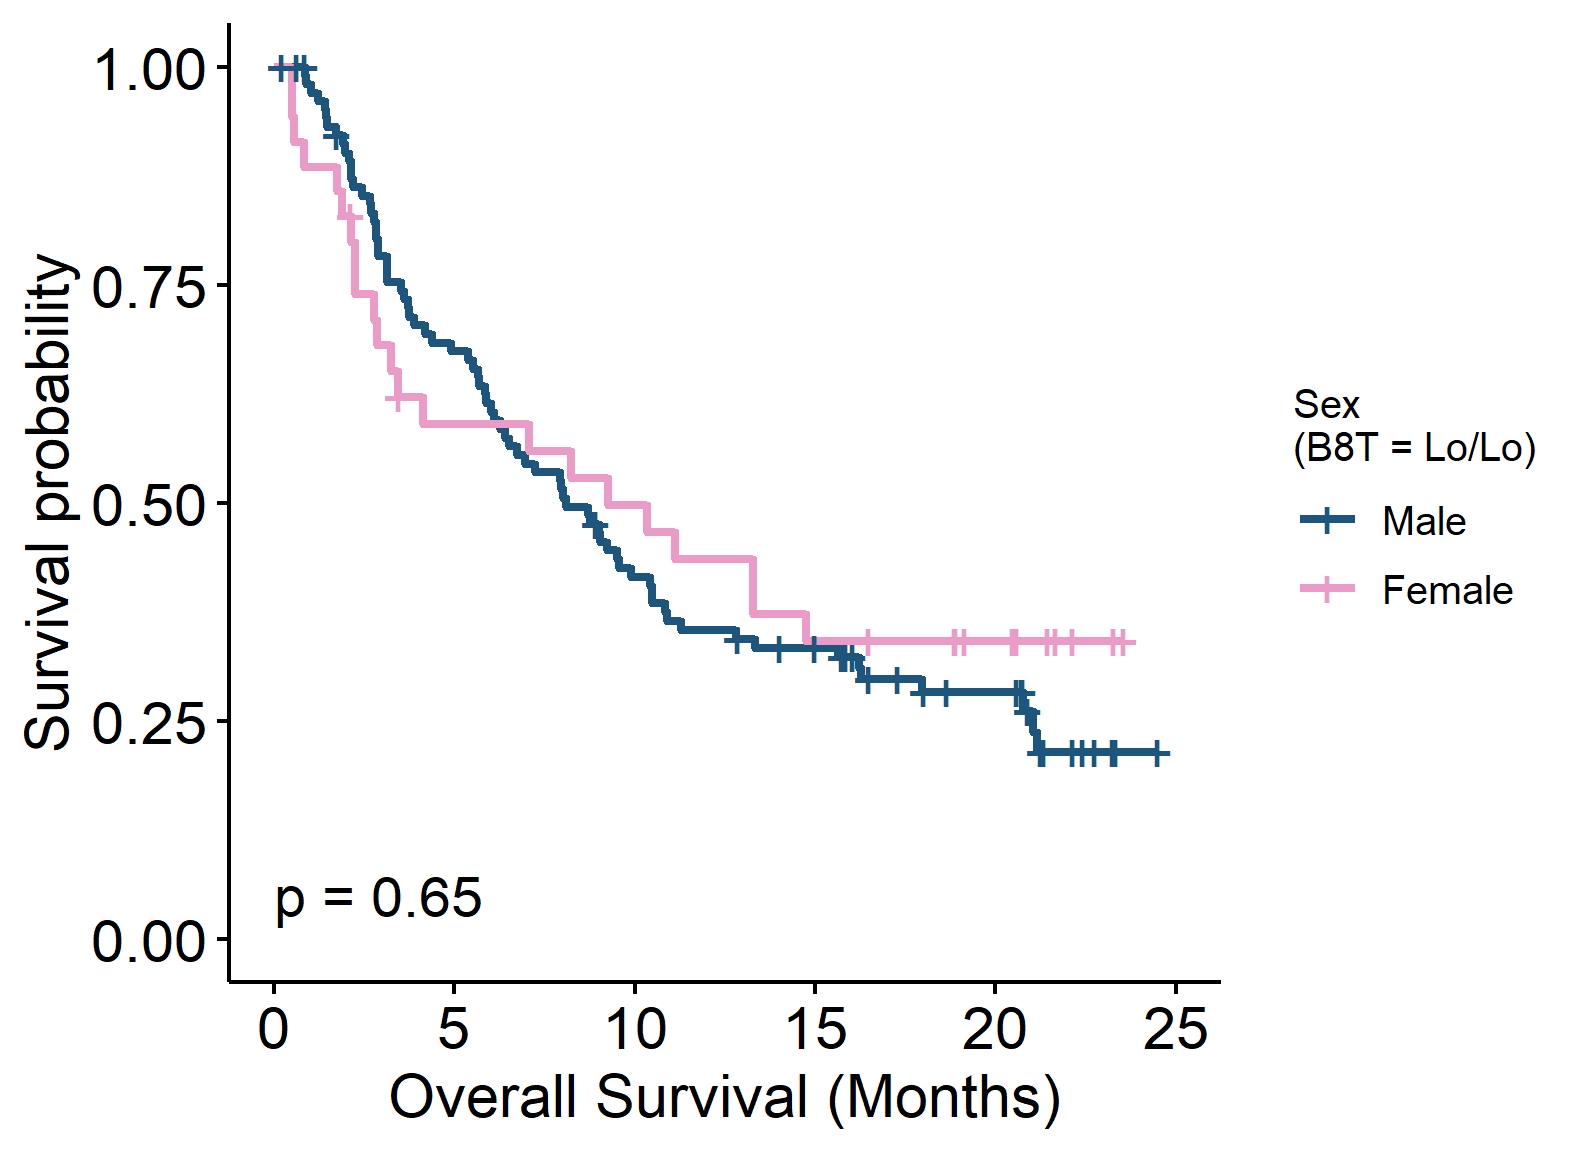 1.00
0.75
0.50
0.25
0.00
Survival probability
p = 0.65
0 5 10 15 20 25
Overall Survival (Months)
Sex
(B8T = Lo/Lo)
Male
Female